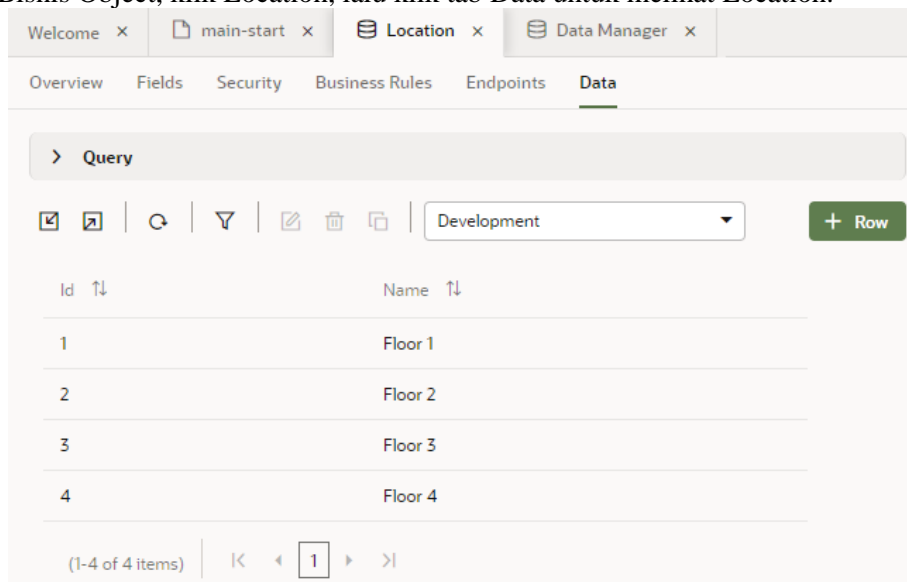 Bisnis Object, klik Location, lalu klik tab Data untuk melihat Location.
Welcome × main-start × Location × Data Manager ×
Overview Fields Security Business Rules Endpoints Data
Query
Development + Row
Id Name
1 Floor 1
2 Floor 2
3 Floor 3
4 Floor 4
(1-4 of 4 items) 1